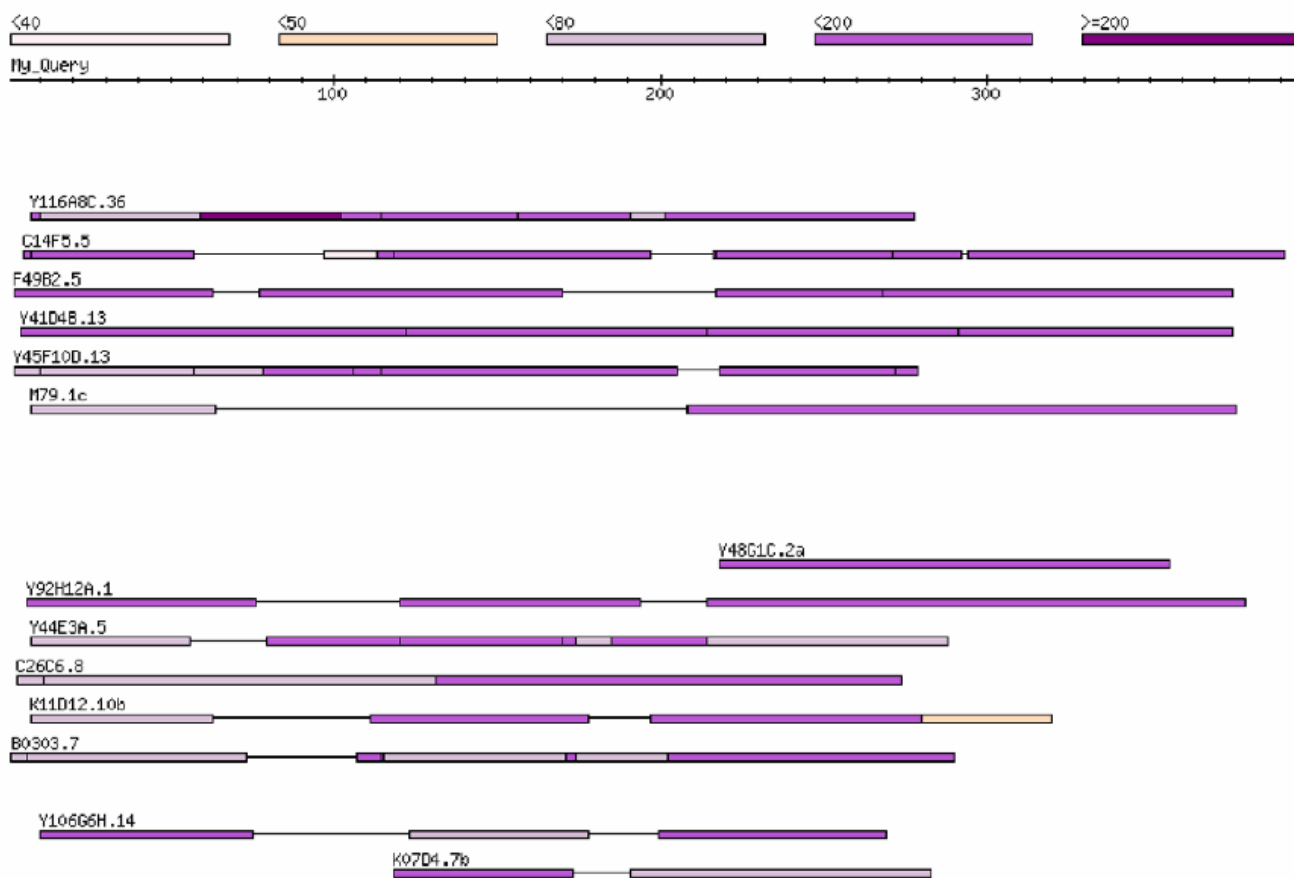 <40 <50 <80 <200 >=200
My_Query
100 200 300
Y116A8C.36
C14F5.5
F49B2.5
Y41D4B.13
Y45F10D.13
M79.1c
Y48G1C.2a
Y92H12A.1
Y44E3A.5
C26C6.8
K11D12.10b
B0303.7
Y106G6H.14
K07D4.7b